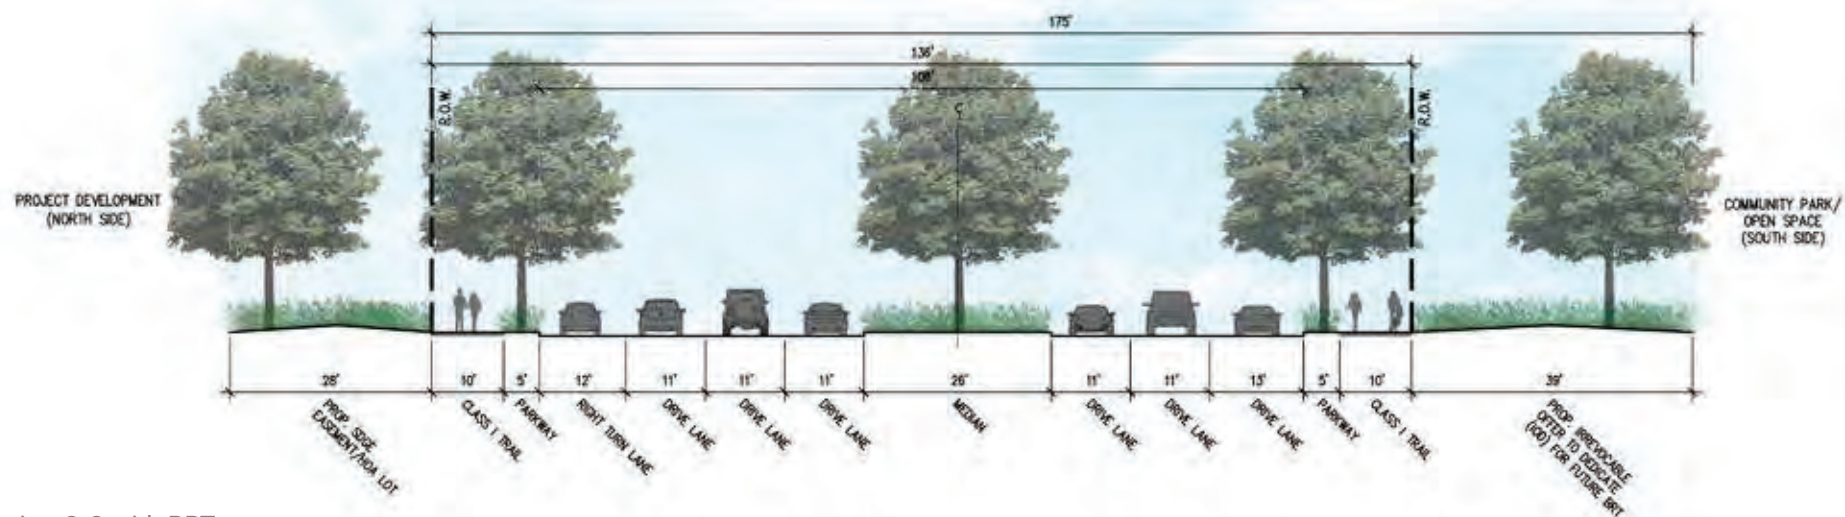 175'
136'
106'
R.O.W.
R.O.W.
PROJECT DEVELOPMENT
(NORTH SIDE)
COMMUNITY PARK/
OPEN SPACE
(SOUTH SIDE)
28'
10'
5'
12'
11'
11'
11'
26'
11'
11'
13'
5'
10'
39'
PROP. SDGE
EASEMENT/HOA LOT
CLASS I TRAIL
PARKWAY
RIGHT TURN LANE
DRIVE LANE
DRIVE LANE
DRIVE LANE
MEDIAN
DRIVE LANE
DRIVE LANE
DRIVE LANE
PARKWAY
CLASS I TRAIL
PROP. IRREVOCABLE
OFFER TO DEDICATE
(IOD) FOR FUTURE BRT